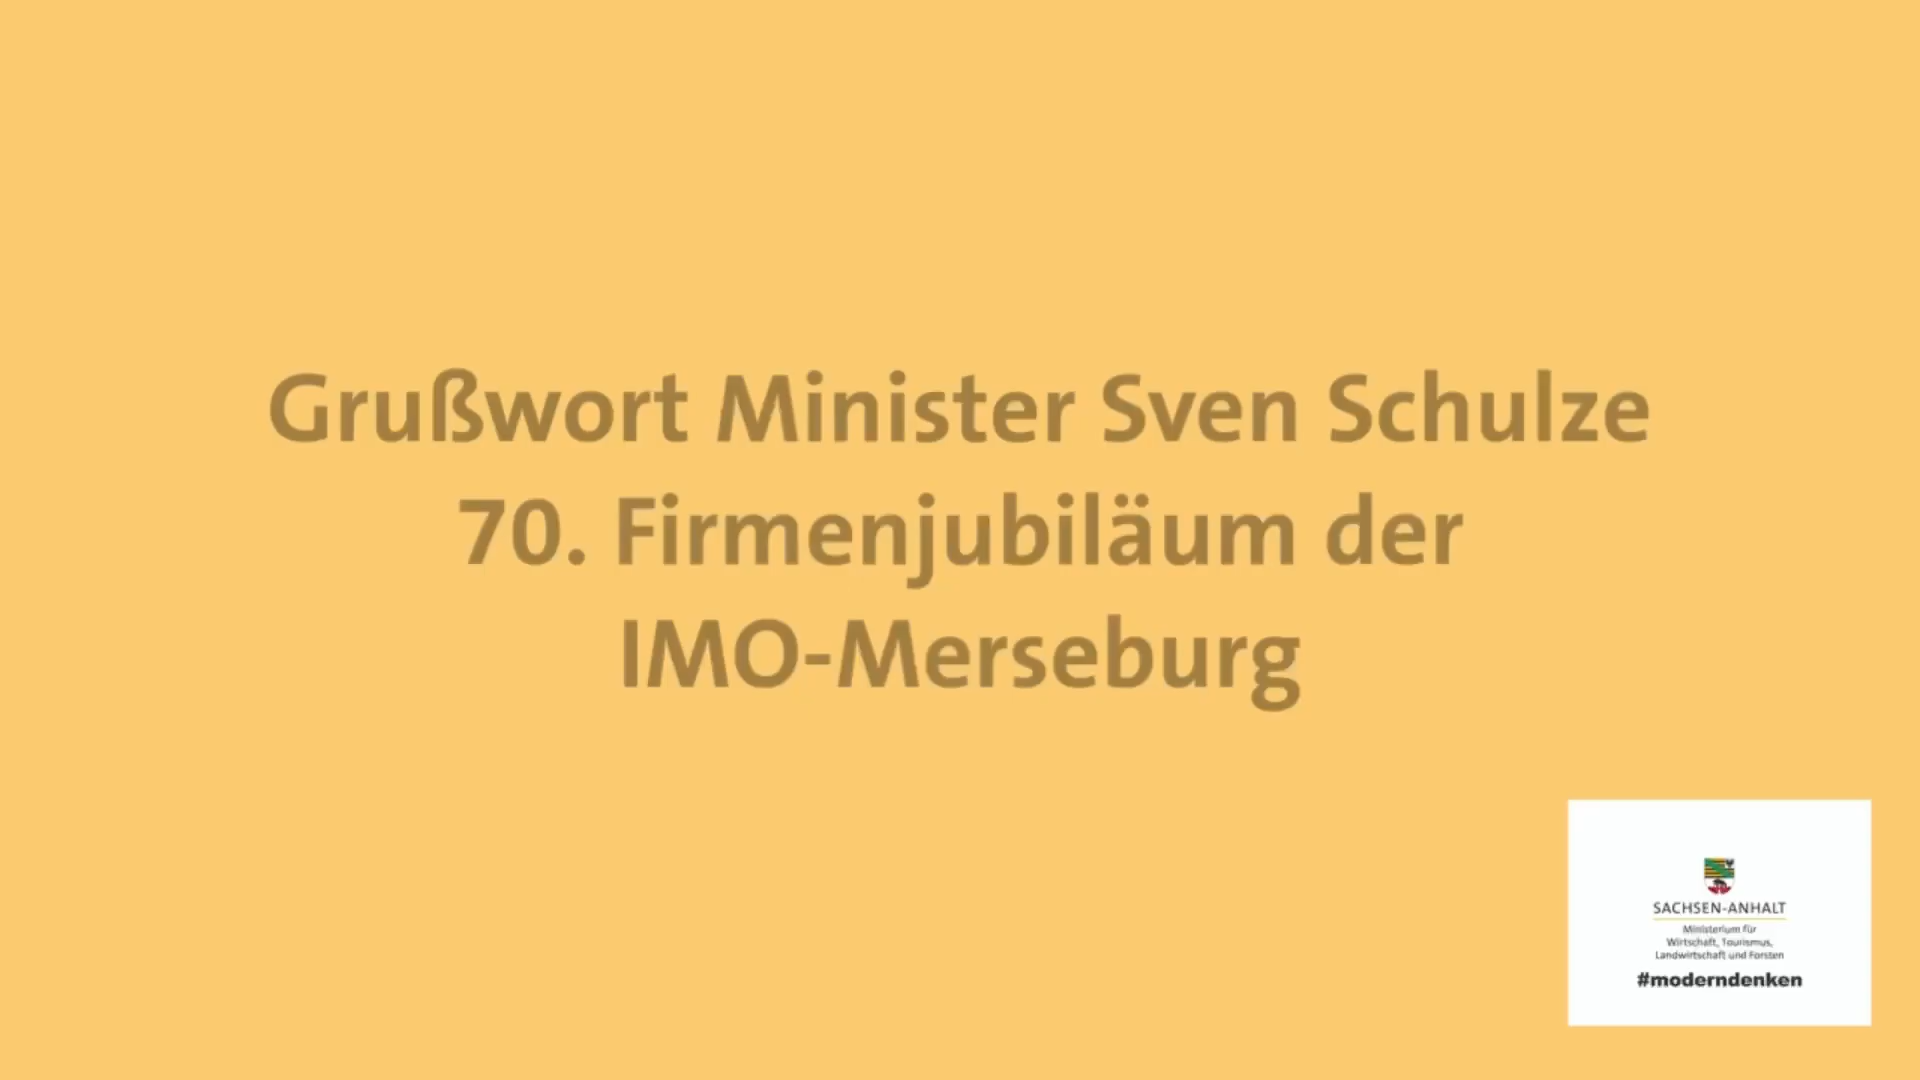 Grußwort Minister Sven Schulze
70. Firmenjubiläum der
IMO-Merseburg
SACHSEN-ANHALT
Ministerium für
Wirtschaft, Tourismus,
Landwirtschaft und Forsten
#moderndenken